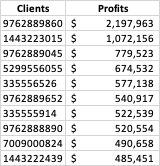 Clients Profits
9762889860 $ 2,197,963
1443223015 $ 1,072,156
9762889045 $ 779,523
5299556055 $ 674,532
335556526 $ 577,138
9762889652 $ 540,917
335555914 $ 522,539
9762888890 $ 520,554
7009000824 $ 490,658
1443222439 $ 485,451